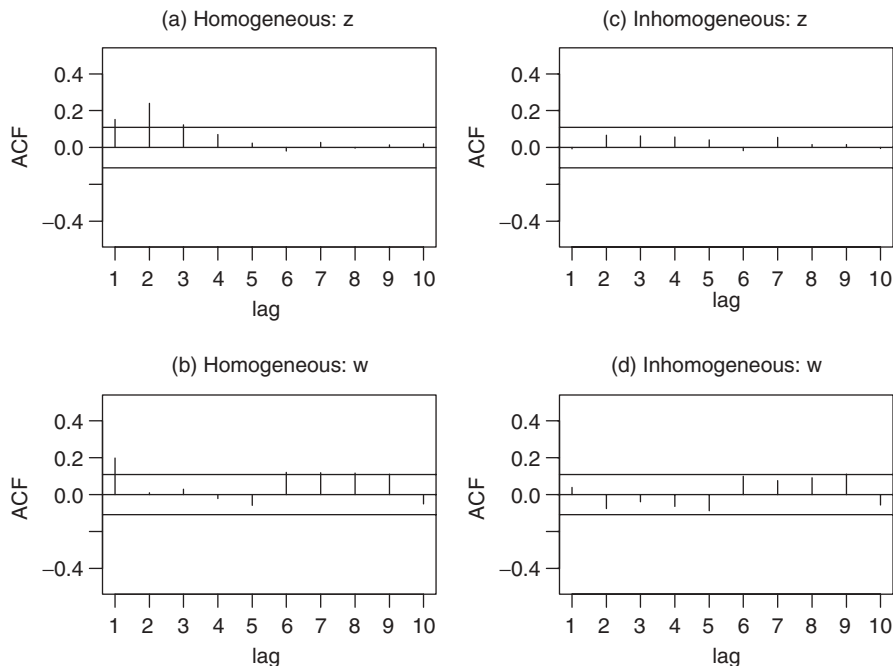 (a) Homogeneous: z
ACF
0.4
0.2
0.0
−0.4
1 2 3 4 5 6 7 8 9 10
lag
(c) Inhomogeneous: z
ACF
0.4
0.2
0.0
−0.4
1 2 3 4 5 6 7 8 9 10
lag
(b) Homogeneous: w
ACF
0.4
0.2
0.0
−0.4
1 2 3 4 5 6 7 8 9 10
lag
(d) Inhomogeneous: w
ACF
0.4
0.2
0.0
−0.4
1 2 3 4 5 6 7 8 9 10
lag